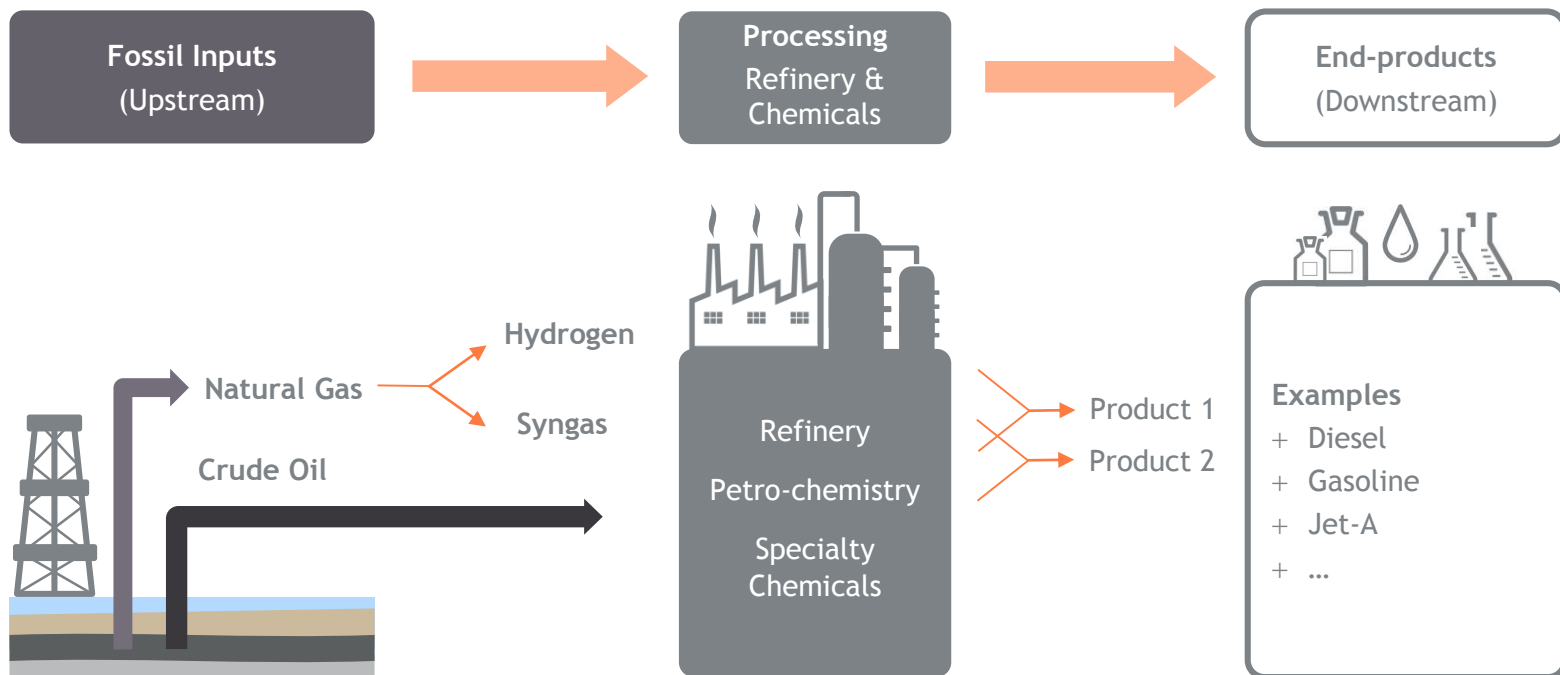 Fossil Inputs
(Upstream)
Processing
Refinery &
Chemicals
End-products
(Downstream)
Hydrogen
Natural Gas
Syngas
Crude Oil
Refinery
Petro-chemistry
Specialty
Chemicals
Product 1
Product 2
Examples
+ Diesel
+ Gasoline
+ Jet-A
+ …